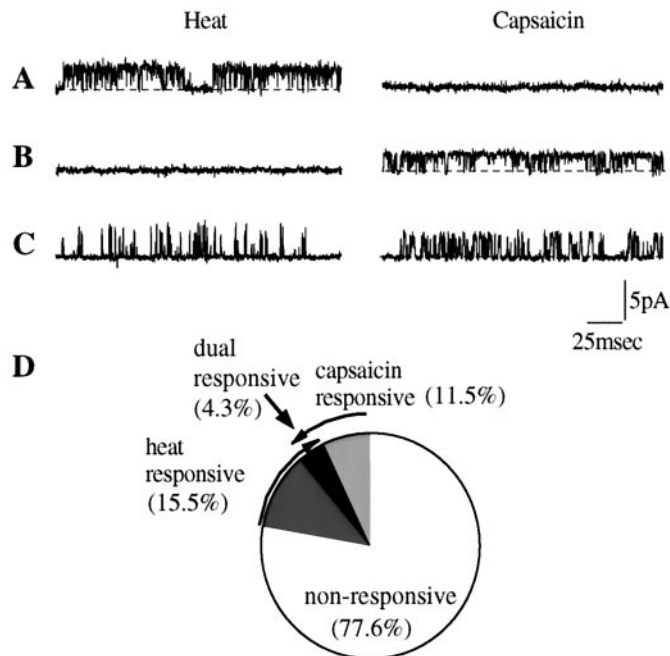 Heat Capsaicin
A
B
C
5pA
25msec
D
dual
responsive
(4.3%)
capsaicin
responsive (11.5%)
heat
responsive
(15.5%)
non-responsive
(77.6%)